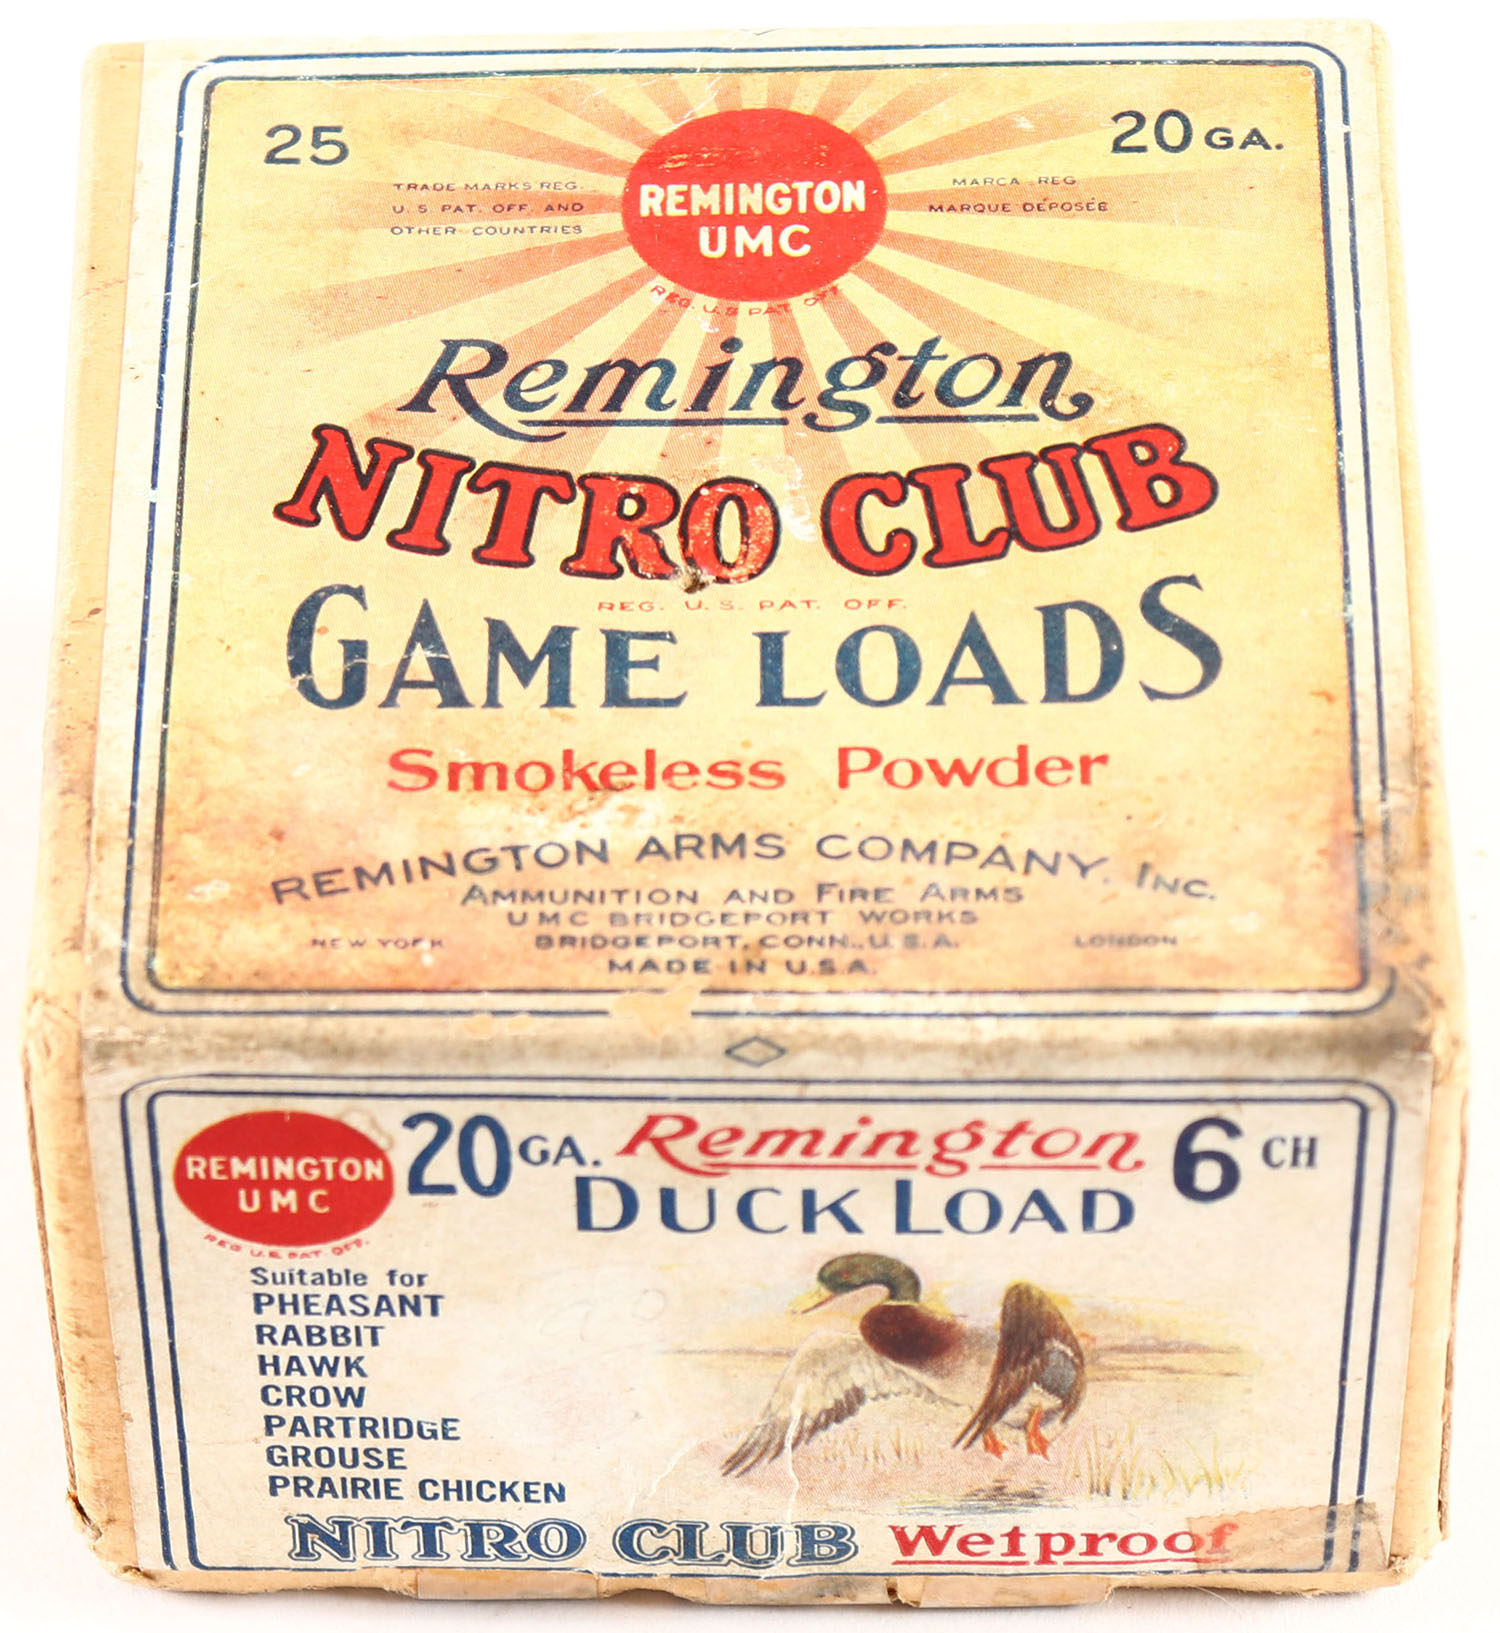 25
20 GA.
TRADE MARKS REG.
U. S. PAT. OFF. AND
OTHER COUNTRIES
REMINGTON
UMC
REG. U.S. PAT. OFF.
MARCA REG.
MARQUE DÉPOSÉE
Remington
NITRO CLUB
REG. U. S. PAT. OFF.
GAME LOADS
Smokeless Powder
REMINGTON ARMS COMPANY, INC.
AMMUNITION AND FIRE ARMS
UMC BRIDGEPORT WORKS
NEW YORK BRIDGEPORT, CONN., U. S. A. LONDON
MADE IN U.S.A.
REMINGTON
UMC
REG. U.S. PAT. OFF.
20 GA. Remington 6 CH
DUCK LOAD
Suitable for
PHEASANT
RABBIT
HAWK
CROW
PARTRIDGE
GROUSE
PRAIRIE CHICKEN
NITRO CLUB Wetproof